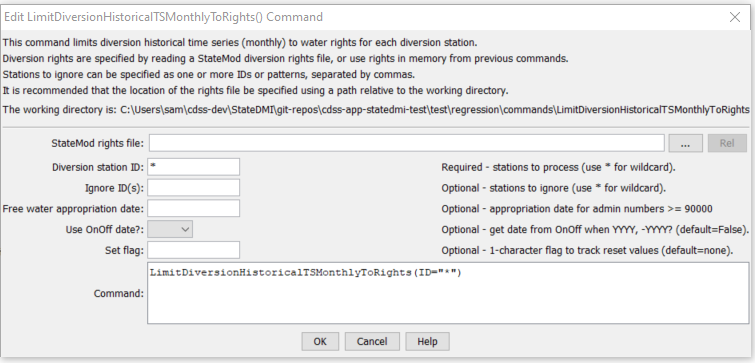 Edit LimitDiversionHistoricalTSMonthlyToRights() Command
This command limits diversion historical time series (monthly) to water rights for each diversion station.
Diversion rights are specified by reading a StateMod diversion rights file, or use rights in memory from previous commands.
Stations to ignore can be specified as one or more IDs or patterns, separated by commas.
It is recommended that the location of the rights file be specified using a path relative to the working directory.
The working directory is: C:\Users\sam\cdss-dev\StateDMI\git-repos\cdss-app-statedmi-test\test\regression\commands\LimitDiversionHistoricalTSMonthlyToRights
StateMod rights file: ... Rel
Diversion station ID: * Required - stations to process (use * for wildcard).
Ignore ID(s): Optional - stations to ignore (use * for wildcard).
Free water appropriation date: Optional - appropriation date for admin numbers >= 90000
Use OnOff date?: Optional - get date from OnOff when YYYY, -YYYY? (default=False).
Set flag: Optional - 1-character flag to track reset values (default=none).
Command: LimitDiversionHistoricalTSMonthlyToRights(ID="*")
OK Cancel Help